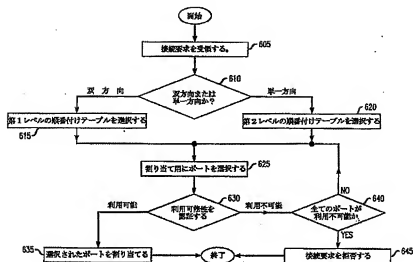 開始
接続要求を受領する。
605
610
双方向
双方向または
単一方向か?
単一方向
第1レベルの順番付けテーブルを選択する
615
620
第2レベルの順番付けテーブルを選択する
割り当て用にポートを選択する
625
630
利用可能
利用可能性を
認証する
利用不可能
NO
640
全てのポートが
利用不可能か
YES
635
選択されたポートを割り当てる
終了
接続要求を拒否する
645